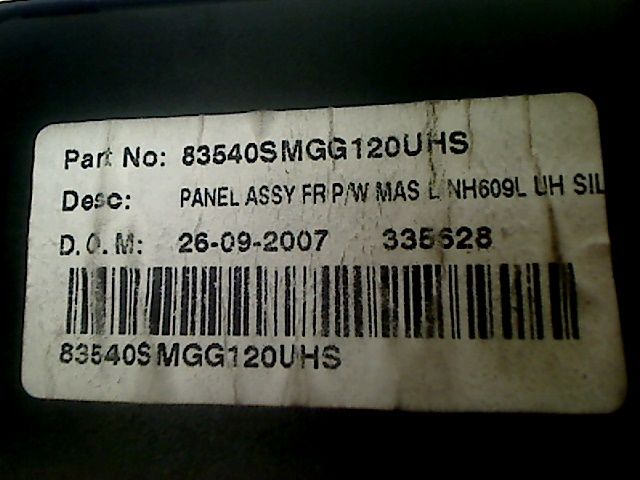 Part No: 83540SMGG120UHS
Desc: PANEL ASSY FR P/W MAS L NH609L UH SIL
D.O.M: 26-09-2007 335628
83540SMGG120UHS